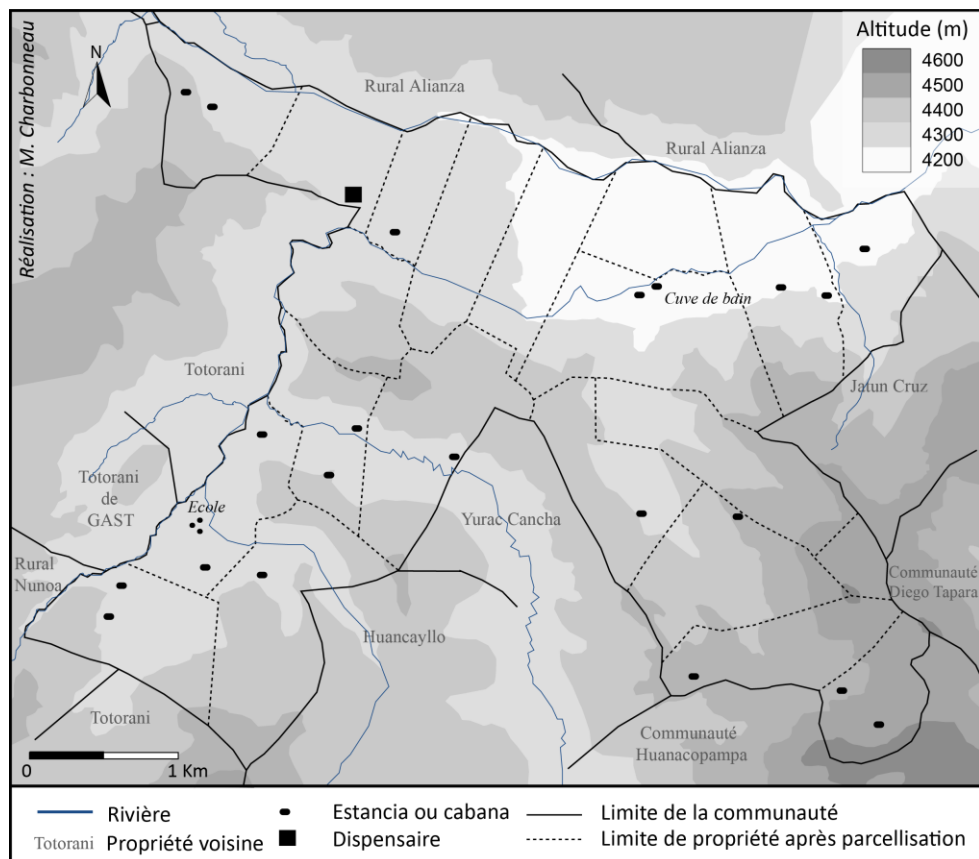 Réalisation : M. Charbonneau
N
Altitude (m)
4600
4500
4400
4300
4200
Rural Alianza
Rural Alianza
Cuve de bain
Jatun Cruz
Totorani
Totorani
de
GAST
Ecole
Yurac Cancha
Rural
Nunoa
Communauté
Diego Tapara
Huancayllo
Totorani
Communauté
Huanacopampa
0
1 Km
Rivière
Estancia ou cabana
Limite de la communauté
Totorani
Propriété voisine
Dispensaire
Limite de propriété après parcellisation